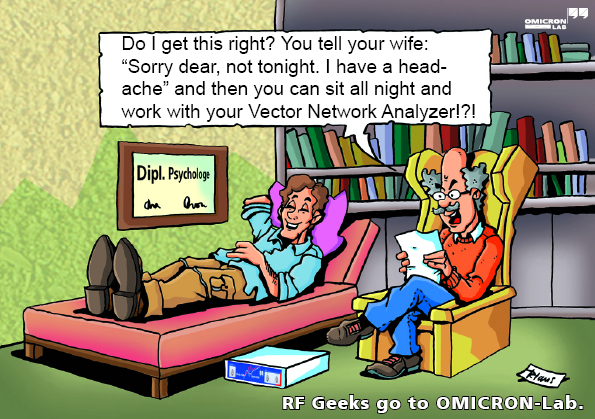 OMICRON
LAB
Do I get this right? You tell your wife:
“Sorry dear, not tonight. I have a head-
ache” and then you can sit all night and
work with your Vector Network Analyzer!?!
Dipl. Psychologe
Klaus
RF Geeks go to OMICRON-Lab.